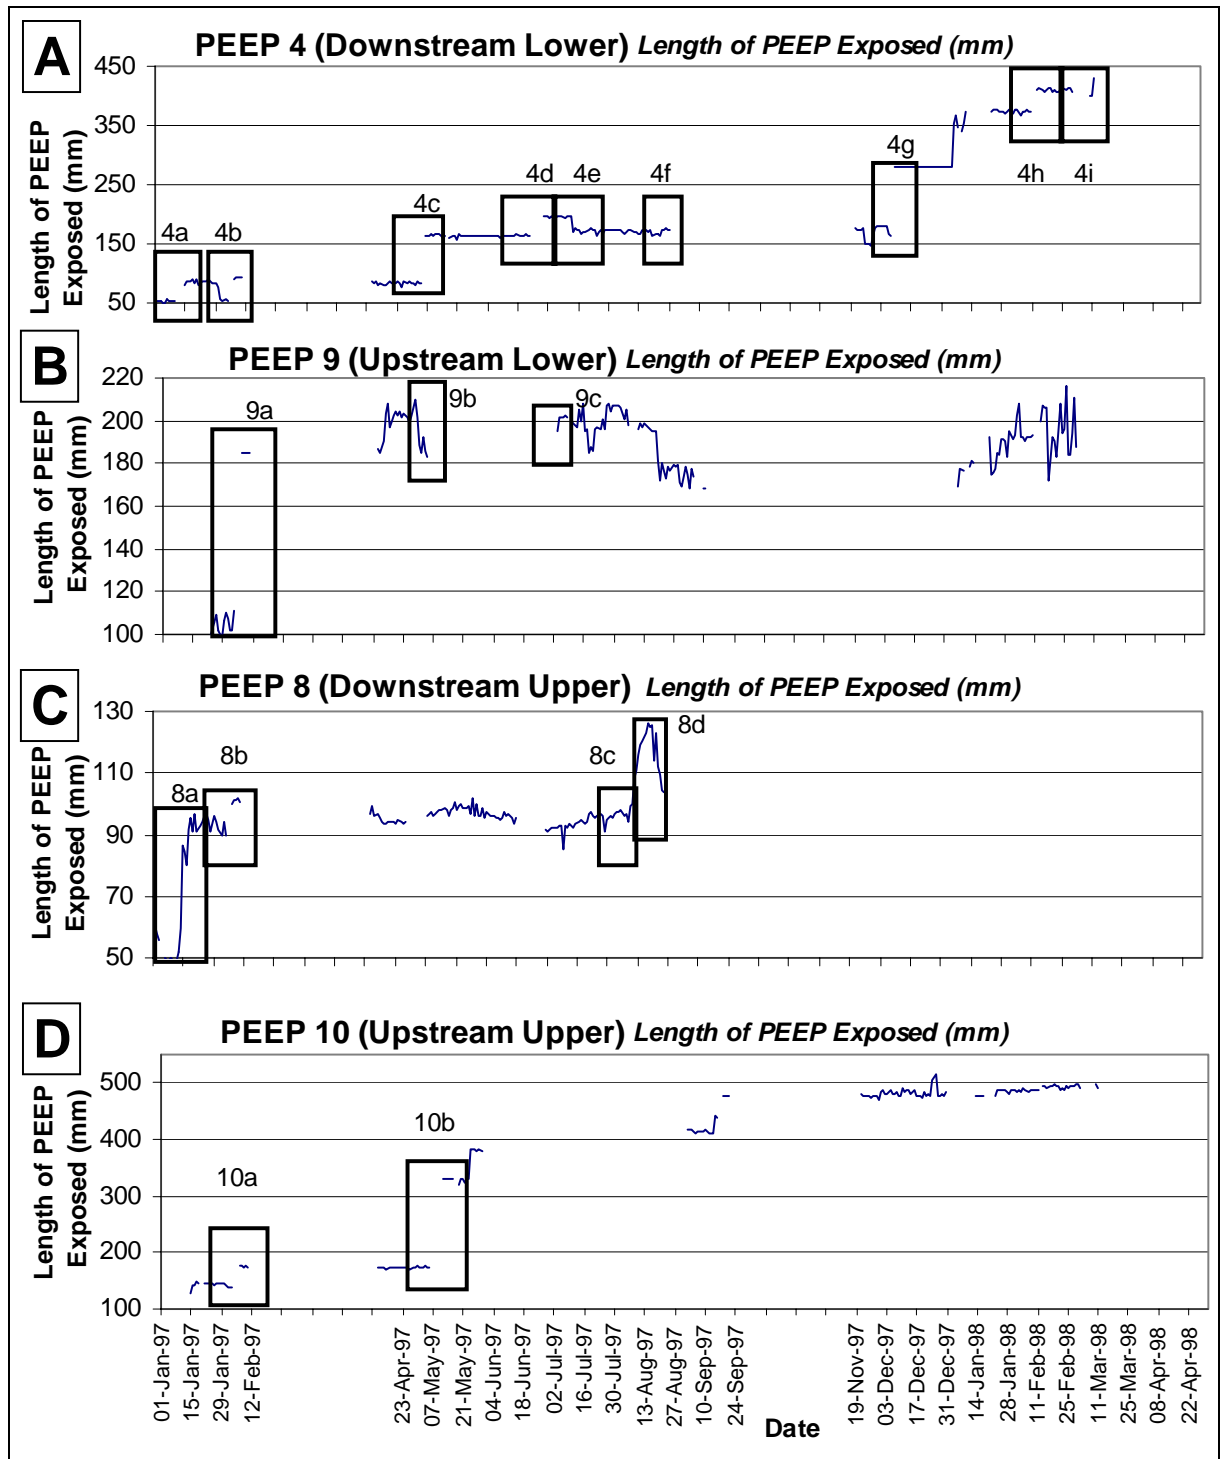 A
PEEP 4 (Downstream Lower) Length of PEEP Exposed (mm)
Length of PEEP
Exposed (mm)
450
350
250
150
50
4a
4b
4c
4d
4e
4f
4g
4h
4i
B
PEEP 9 (Upstream Lower) Length of PEEP Exposed (mm)
Length of PEEP
Exposed (mm)
220
200
180
160
140
120
100
9a
9b
9c
C
PEEP 8 (Downstream Upper) Length of PEEP Exposed (mm)
Length of PEEP
Exposed (mm)
130
110
90
70
50
8a
8b
8c
8d
D
PEEP 10 (Upstream Upper) Length of PEEP Exposed (mm)
Length of PEEP
Exposed (mm)
500
400
300
200
100
10a
10b
01-Jan-97
15-Jan-97
29-Jan-97
12-Feb-97
23-Apr-97
07-May-97
21-May-97
04-Jun-97
18-Jun-97
02-Jul-97
16-Jul-97
30-Jul-97
13-Aug-97
27-Aug-97
10-Sep-97
24-Sep-97
19-Nov-97
03-Dec-97
17-Dec-97
31-Dec-97
14-Jan-98
28-Jan-98
11-Feb-98
25-Feb-98
11-Mar-98
25-Mar-98
08-Apr-98
22-Apr-98
Date